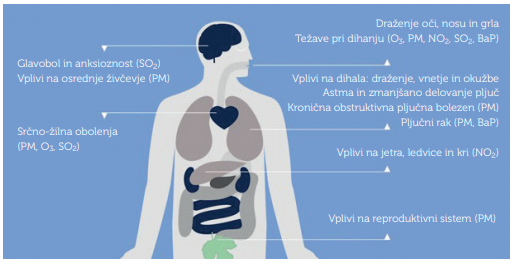 Draženje oči, nosu in grla
Težave pri dihanju (O₃, PM, NO₂, SO₂, BaP)
Glavobol in anksioznost (SO₂)
Vplivi na osrednje živčevje (PM)
Vplivi na dihala: draženje, vnetje in okužbe
Astma in zmanjšano delovanje pljuč
Kronična obstruktivna pljučna bolezen (PM)
Pljučni rak (PM, BaP)
Srčno-žilna obolenja
(PM, O₃, SO₂)
Vplivi na jetra, ledvice in kri (NO₂)
Vplivi na reproduktivni sistem (PM)